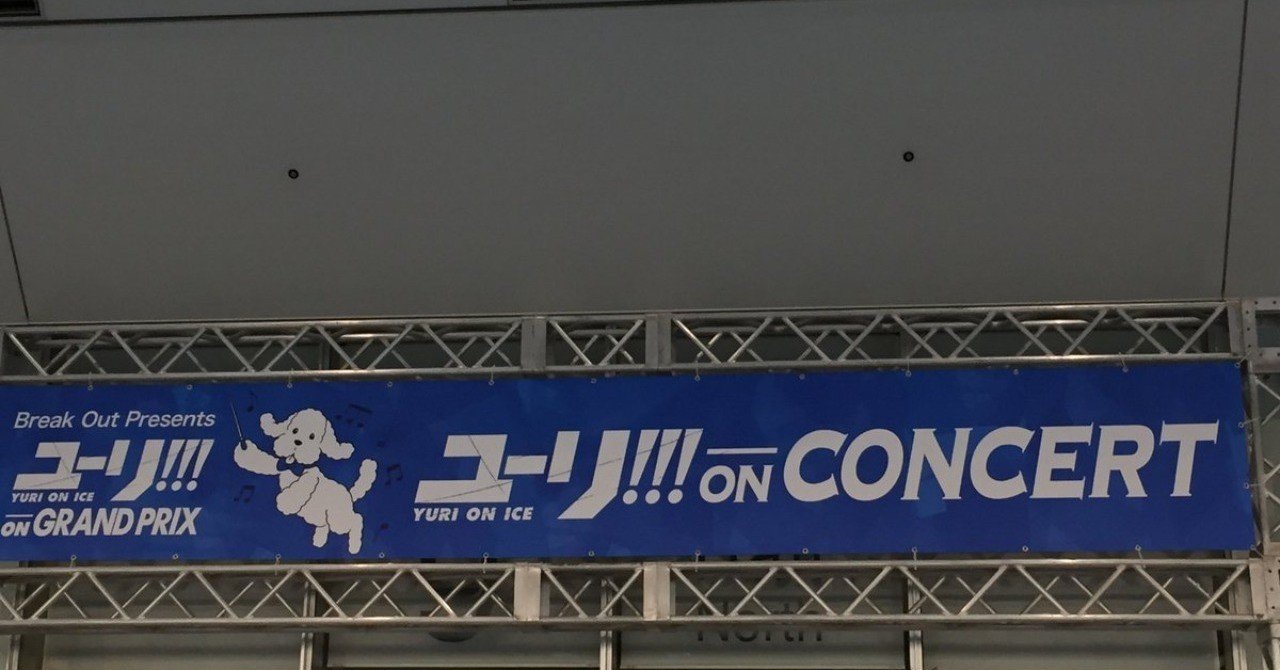 Break Out Presents
ユーリ!!!
YURI ON ICE
ON GRAND PRIX
ユーリ!!! ON CONCERT
YURI ON ICE
North